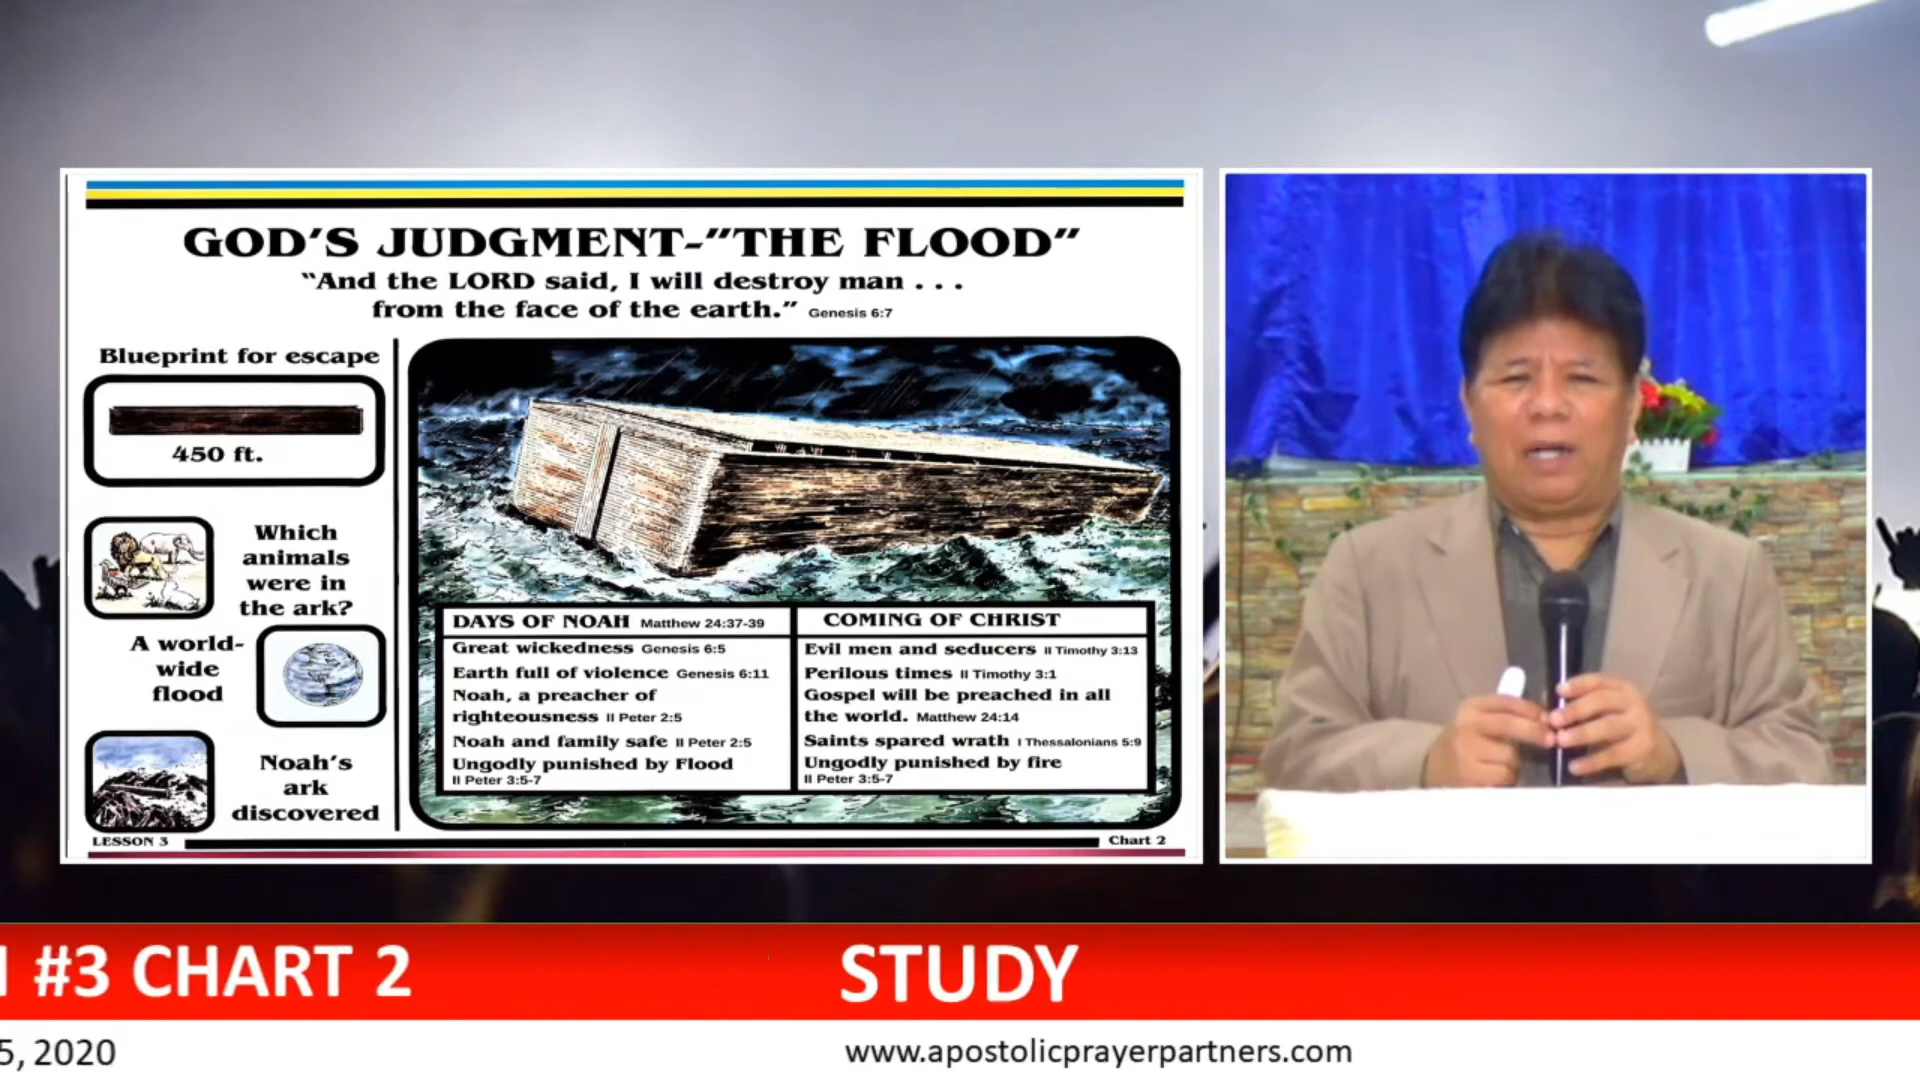 GOD'S JUDGMENT-"THE FLOOD"
"And the LORD said, I will destroy man . . .
from the face of the earth." Genesis 6:7
Blueprint for escape
450 ft.
Which
animals
were in
the ark?
A world-
wide
flood
Noah's
ark
discovered
DAYS OF NOAH Matthew 24:37-39
Great wickedness Genesis 6:5
Earth full of violence Genesis 6:11
Noah, a preacher of
righteousness II Peter 2:5
Noah and family safe II Peter 2:5
Ungodly punished by Flood
II Peter 3:5-7
COMING OF CHRIST
Evil men and seducers II Timothy 3:13
Perilous times II Timothy 3:1
Gospel will be preached in all
the world. Matthew 24:14
Saints spared wrath I Thessalonians 5:9
Ungodly punished by fire
II Peter 3:5-7
LESSON 3
Chart 2
#3 CHART 2
STUDY
5, 2020
www.apostolicprayerpartners.com